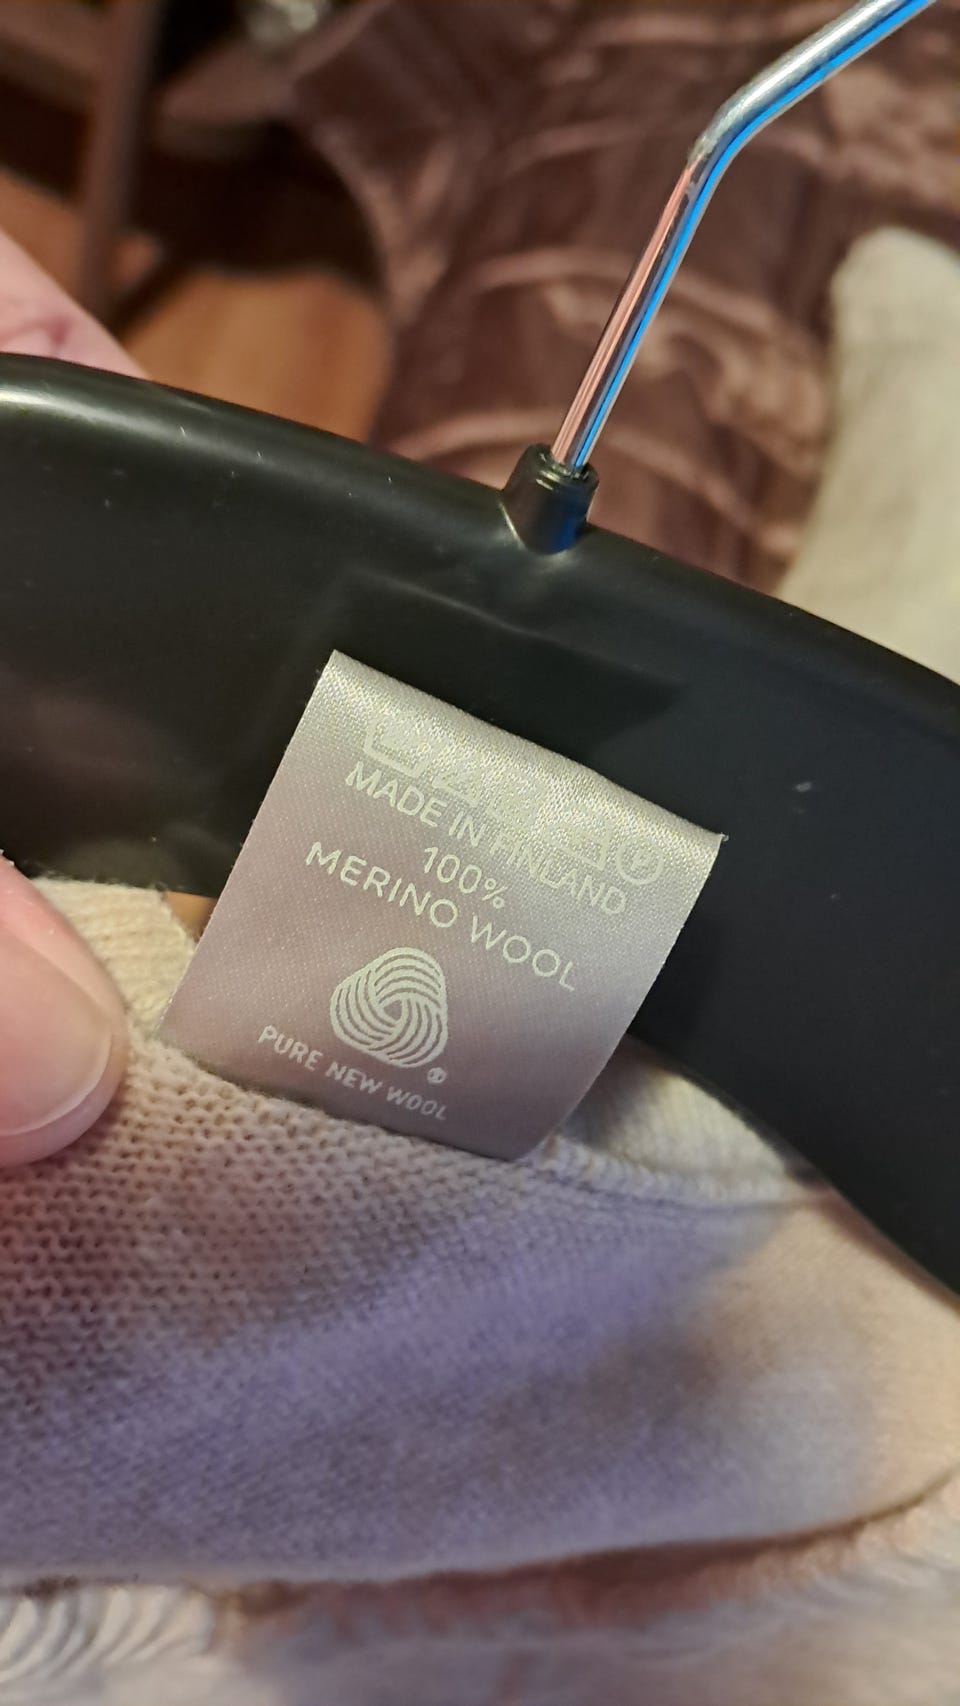 MADE IN FINLAND
100%
MERINO WOOL
®
PURE NEW WOOL